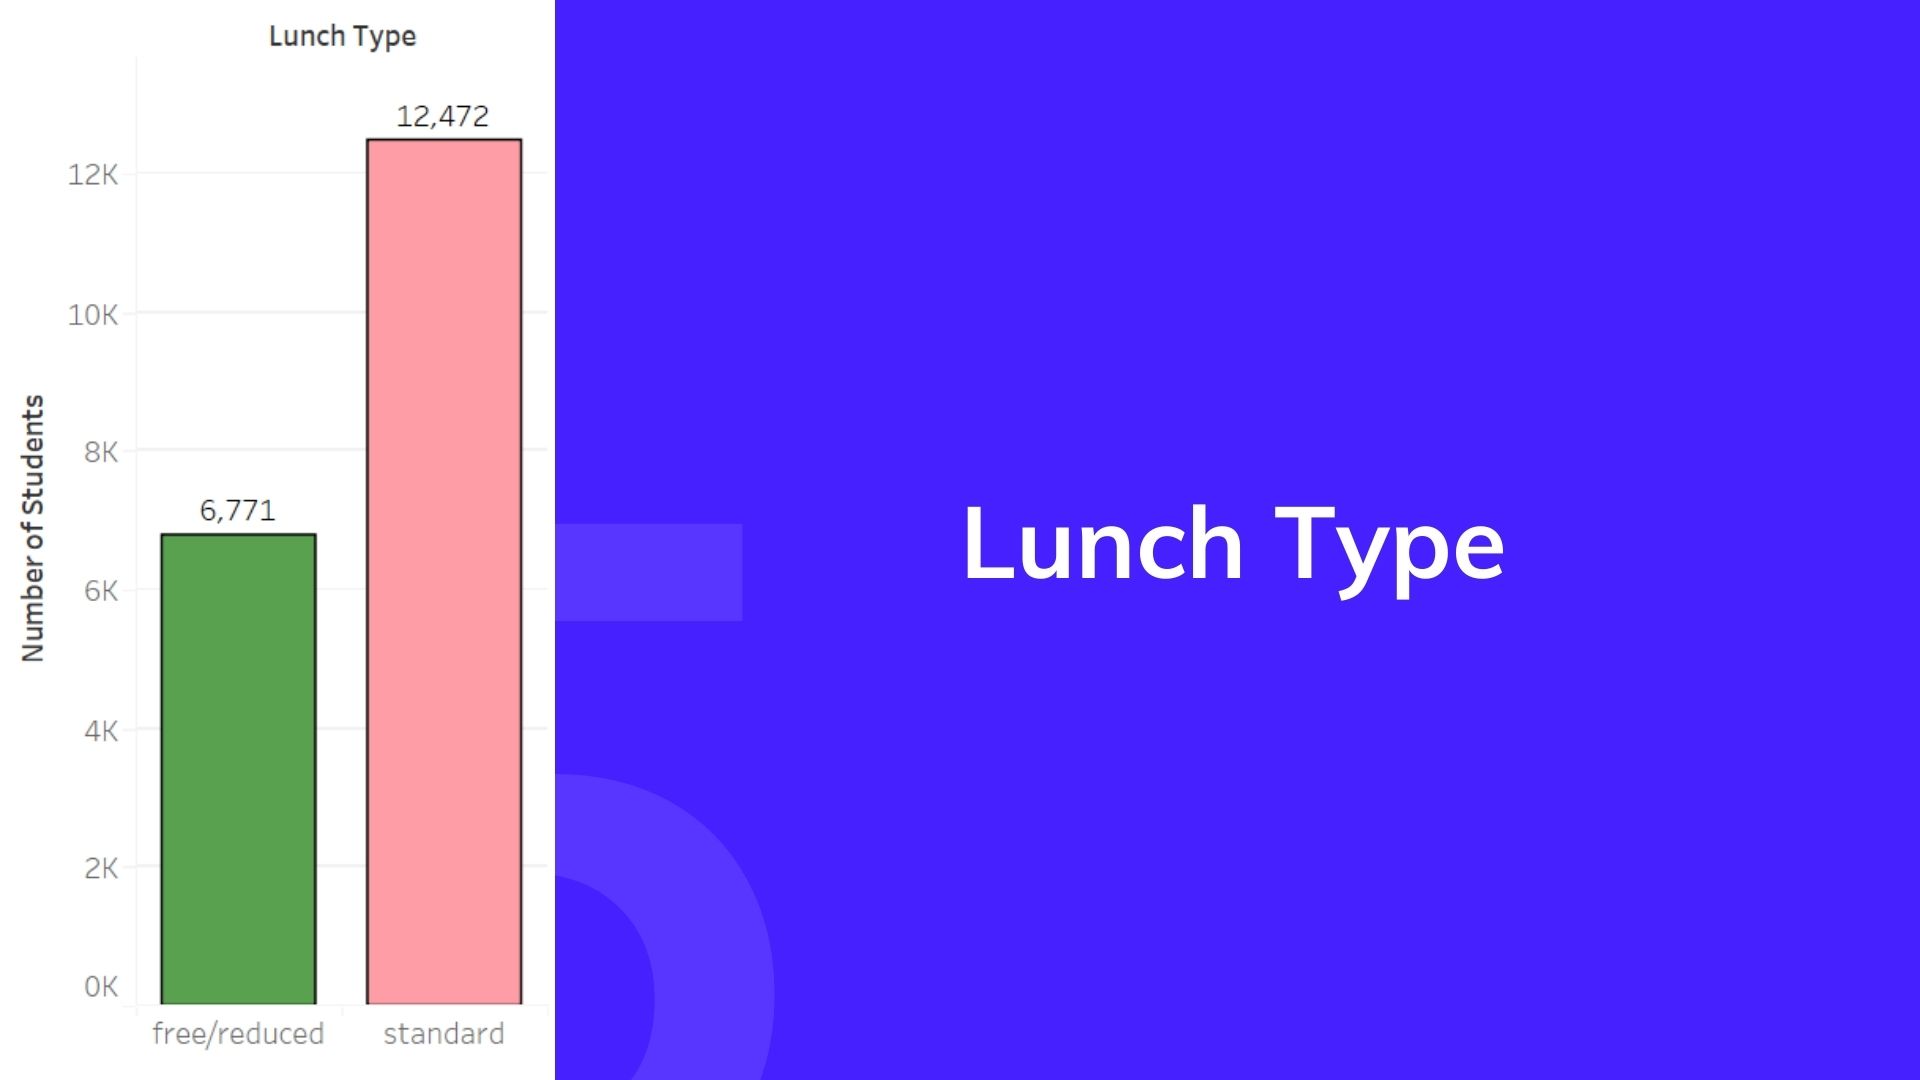 Lunch Type
12,472
12K
10K
8K
6,771
6K
4K
2K
0K
Number of Students
free/reduced
standard
Lunch Type